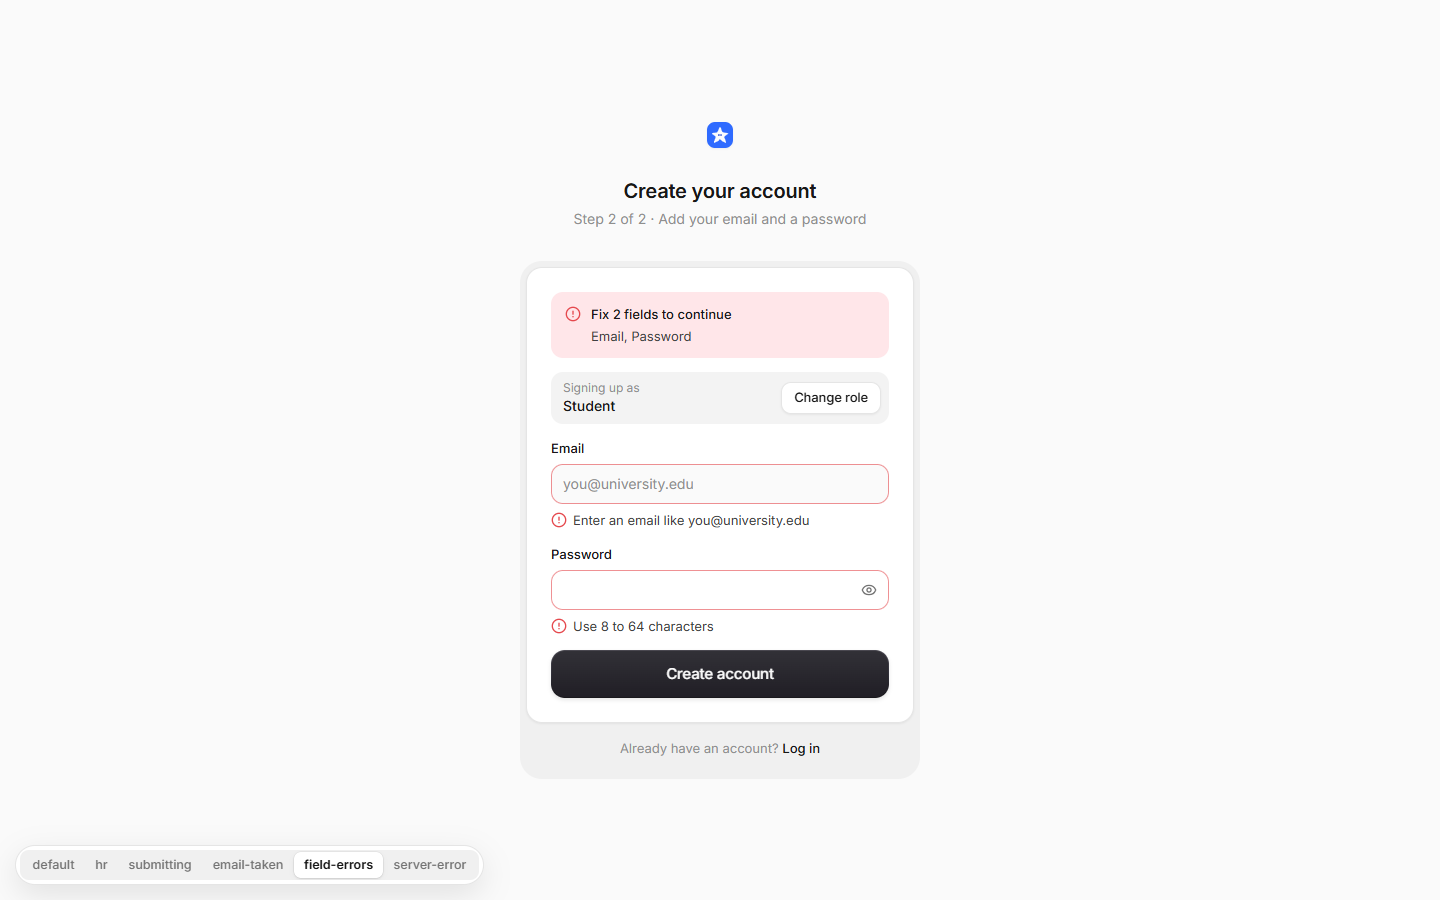 Create your account
Step 2 of 2 · Add your email and a password
Fix 2 fields to continue
Email, Password
Signing up as
Student
Change role
Email
you@university.edu
Enter an email like you@university.edu
Password
Use 8 to 64 characters
Create account
Already have an account? Log in
default hr submitting email-taken field-errors server-error